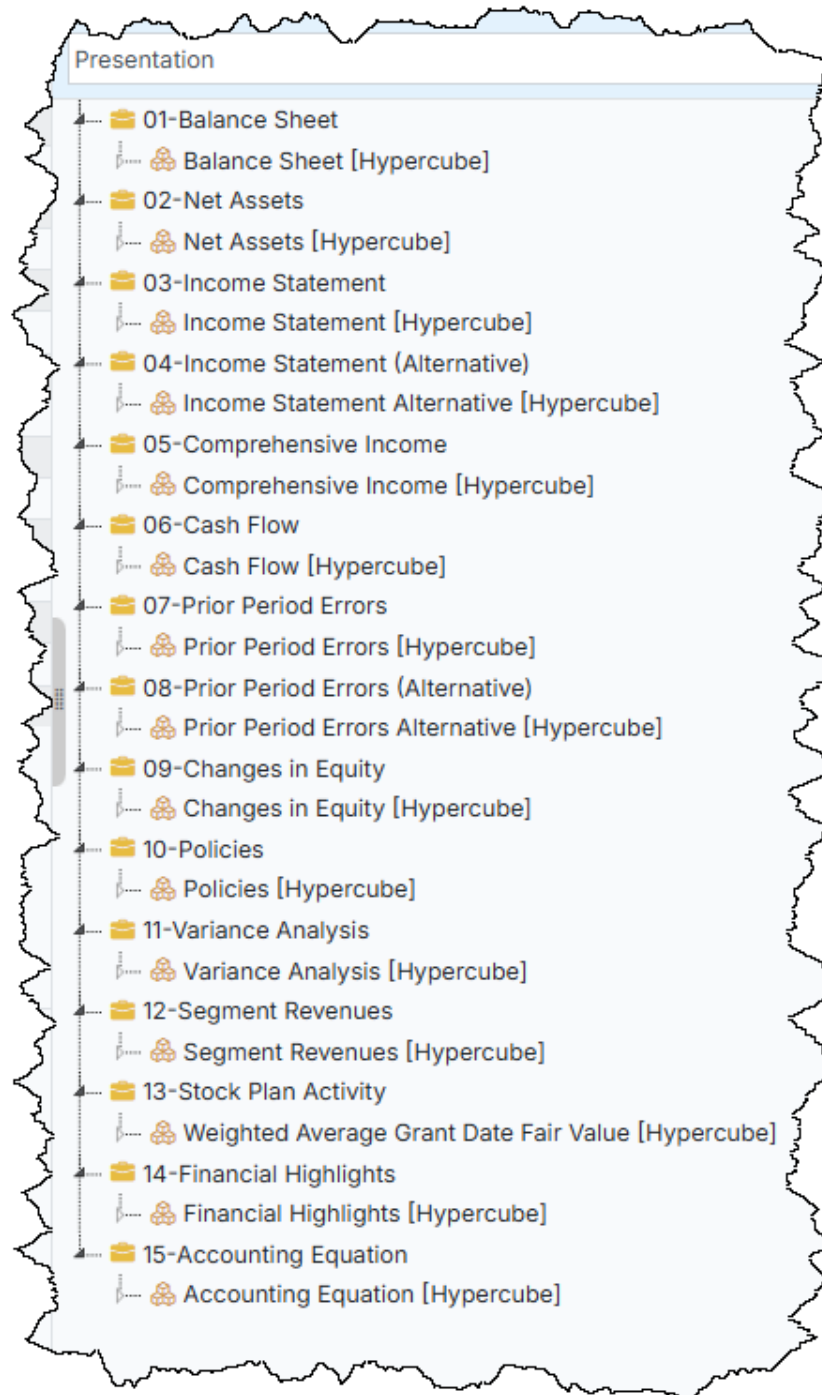 Presentation
01-Balance Sheet
Balance Sheet [Hypercube]
02-Net Assets
Net Assets [Hypercube]
03-Income Statement
Income Statement [Hypercube]
04-Income Statement (Alternative)
Income Statement Alternative [Hypercube]
05-Comprehensive Income
Comprehensive Income [Hypercube]
06-Cash Flow
Cash Flow [Hypercube]
07-Prior Period Errors
Prior Period Errors [Hypercube]
08-Prior Period Errors (Alternative)
Prior Period Errors Alternative [Hypercube]
09-Changes in Equity
Changes in Equity [Hypercube]
10-Policies
Policies [Hypercube]
11-Variance Analysis
Variance Analysis [Hypercube]
12-Segment Revenues
Segment Revenues [Hypercube]
13-Stock Plan Activity
Weighted Average Grant Date Fair Value [Hypercube]
14-Financial Highlights
Financial Highlights [Hypercube]
15-Accounting Equation
Accounting Equation [Hypercube]